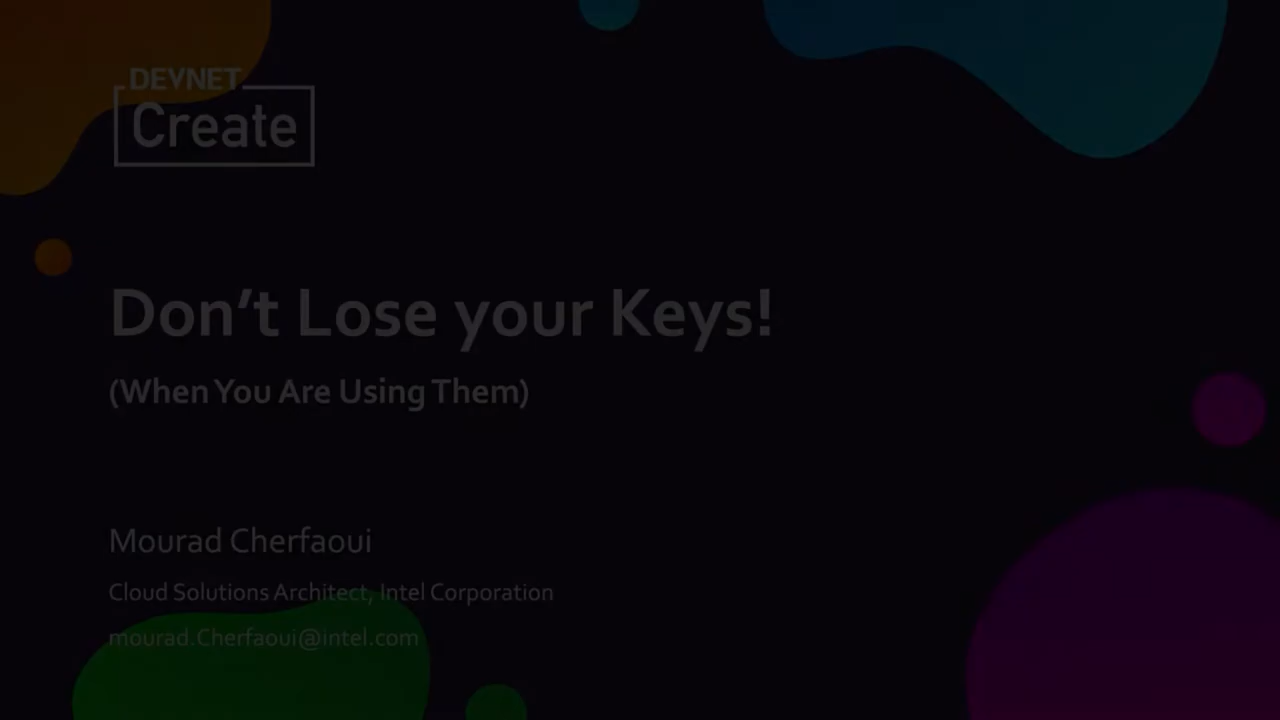 DEVNET
Create
Don't Lose your Keys!
(When You Are Using Them)
Mourad Cherfaoui
Cloud Solutions Architect, Intel Corporation
mourad.Cherfaoui@intel.com